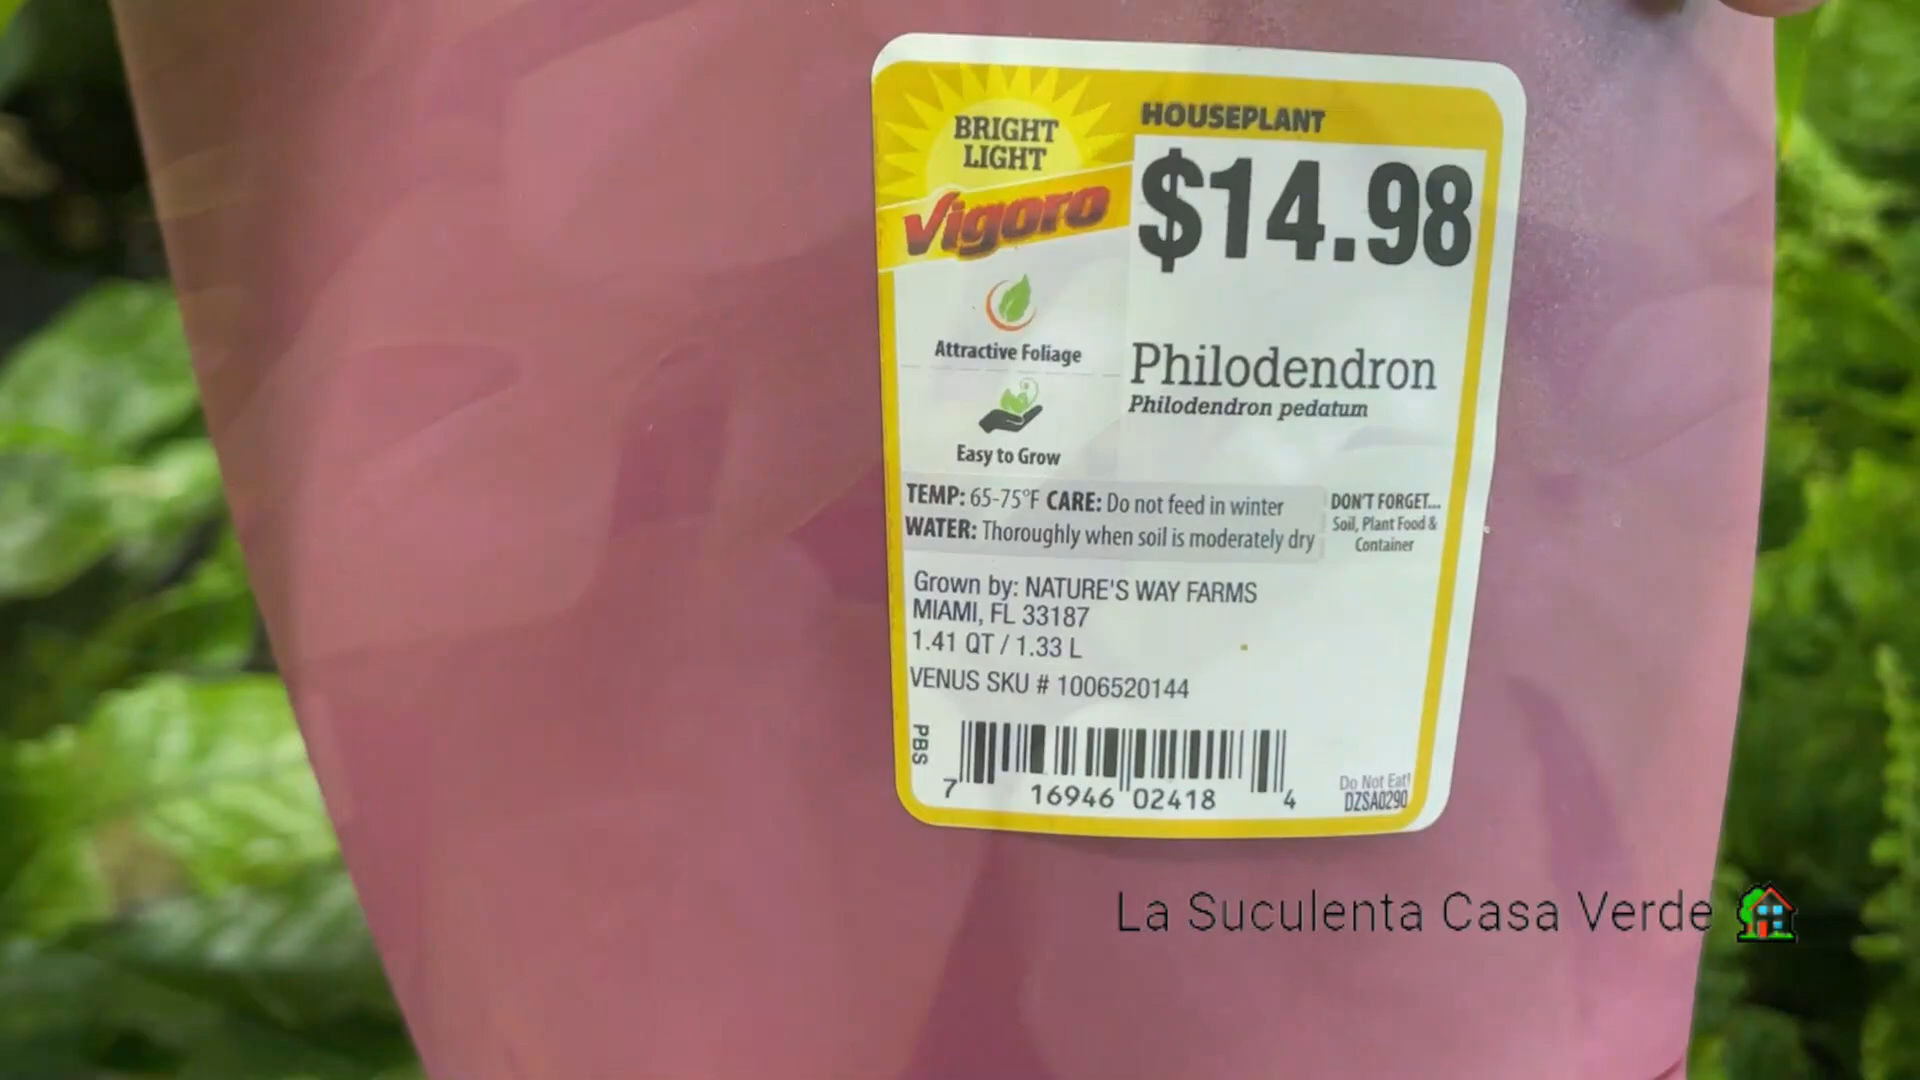 BRIGHT
LIGHT
HOUSEPLANT
Vigoro
$14.98
Attractive Foliage
Philodendron
Philodendron pedatum
Easy to Grow
TEMP: 65-75°F CARE: Do not feed in winter
WATER: Thoroughly when soil is moderately dry
DON'T FORGET...
Soil, Plant Food &
Container
Grown by: NATURE'S WAY FARMS
MIAMI, FL 33187
1.41 QT / 1.33 L
VENUS SKU # 1006520144
PBS
7 16946 02418 4
Do Not Eat!
DZSA0290
La Suculenta Casa Verde